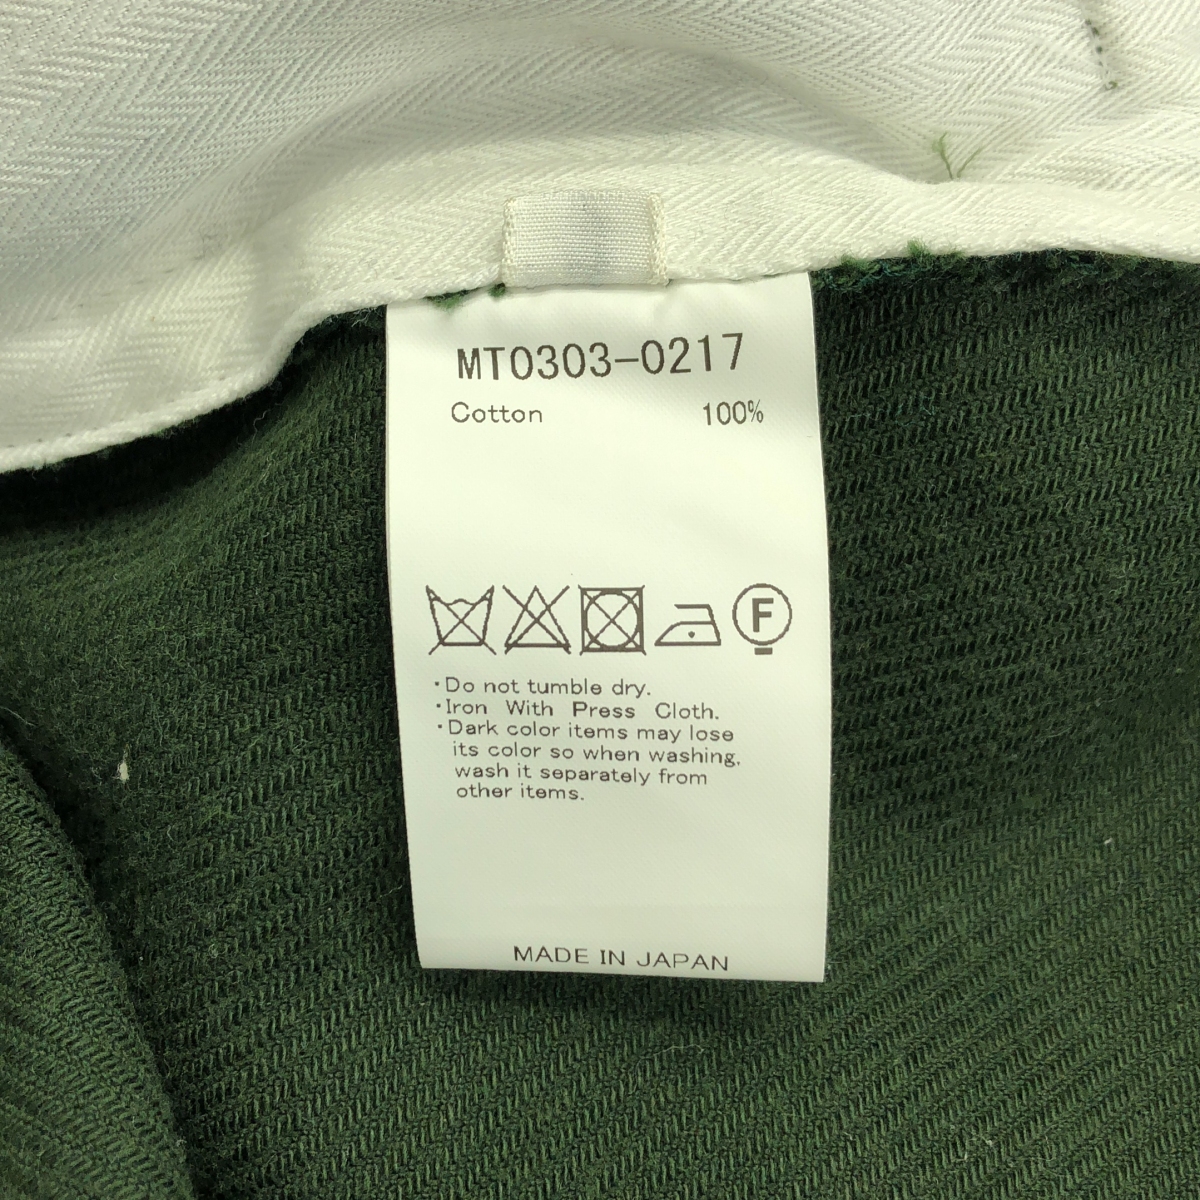 MT0303-0217
Cotton 100%
F
・Do not tumble dry.
・Iron With Press Cloth.
・Dark color items may lose
its color so when washing,
wash it separately from
other items.
MADE IN JAPAN